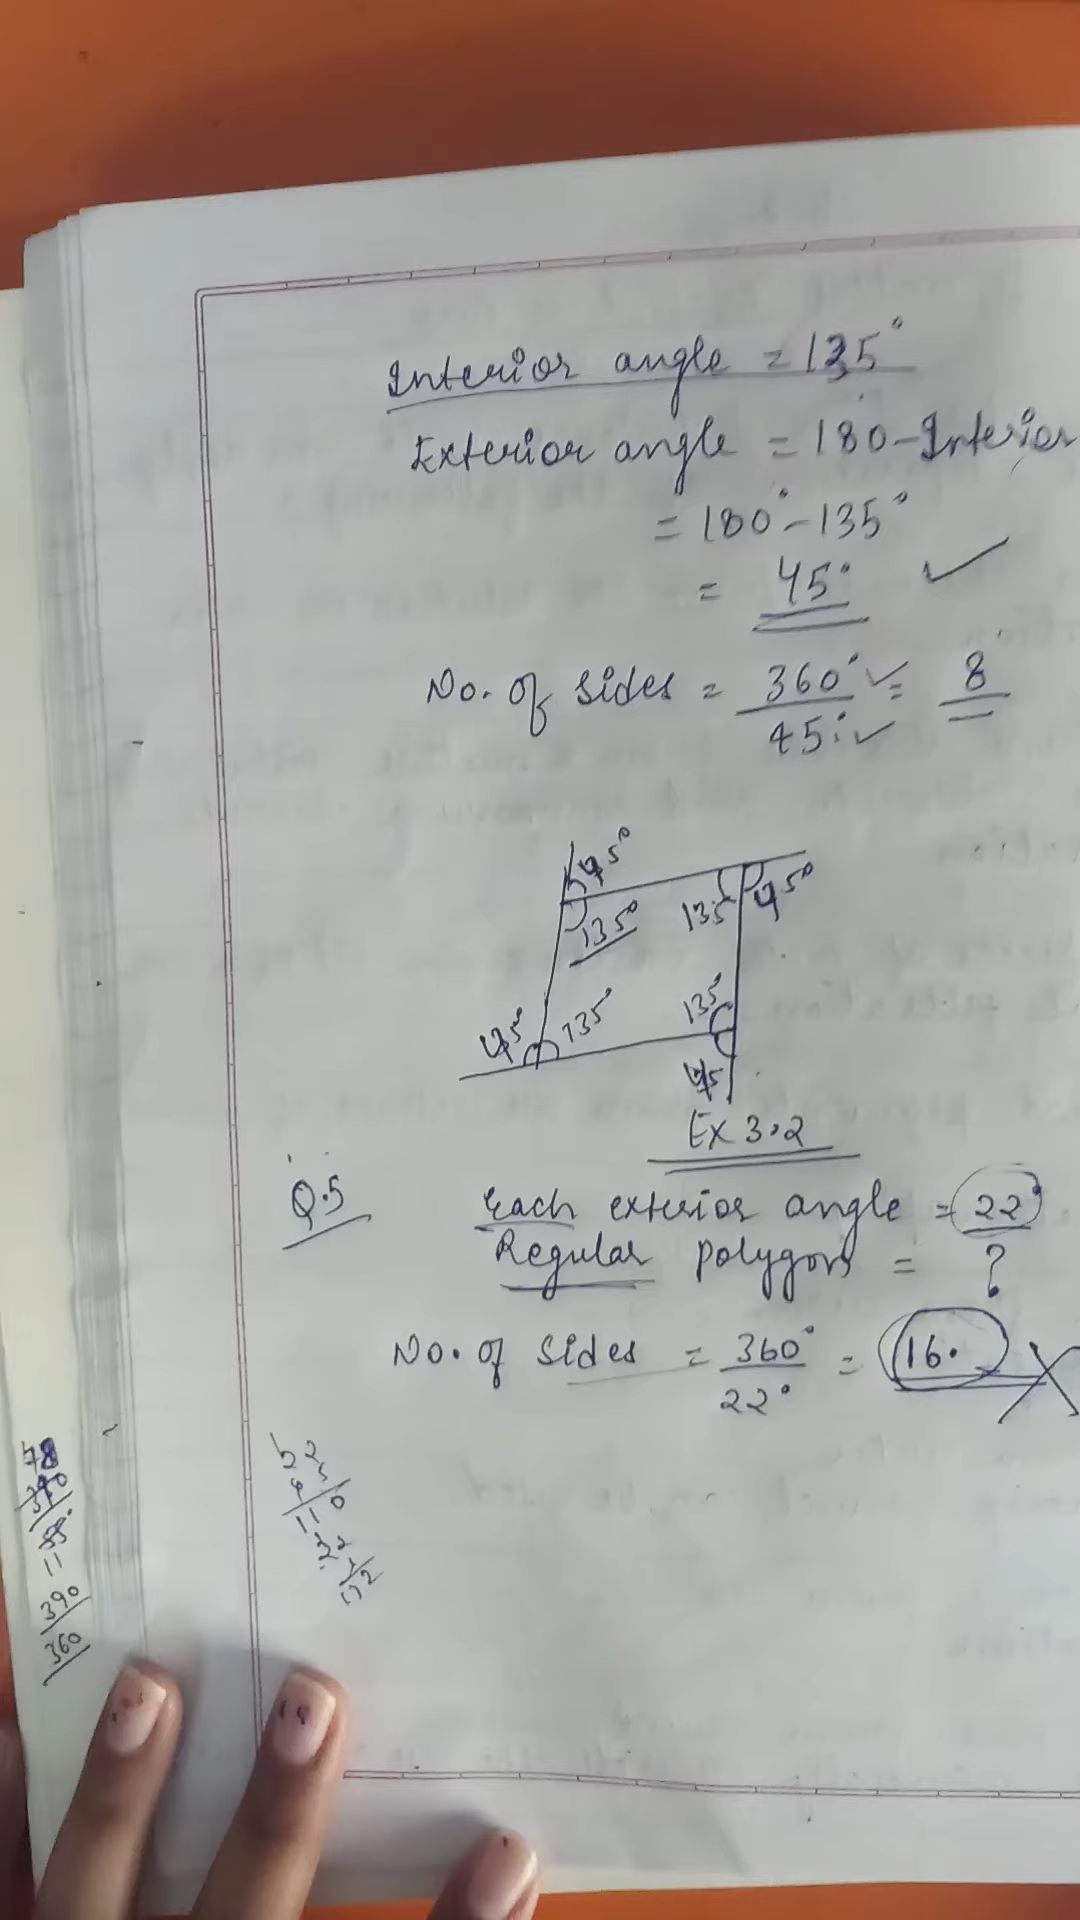 Interior angle = 135°
Exterior angle = 180 - Interior
= 180° - 135°
= 45° ✓
No. of sides = 360° ✓ = 8
45° ✓
45°
135°
135°
45°
135°
135°
45°
45
Ex 3.2
Q.5
Each exterior angle = 22°
Regular polygon = ?
No. of sides = 360° = 16.
22°
390
360